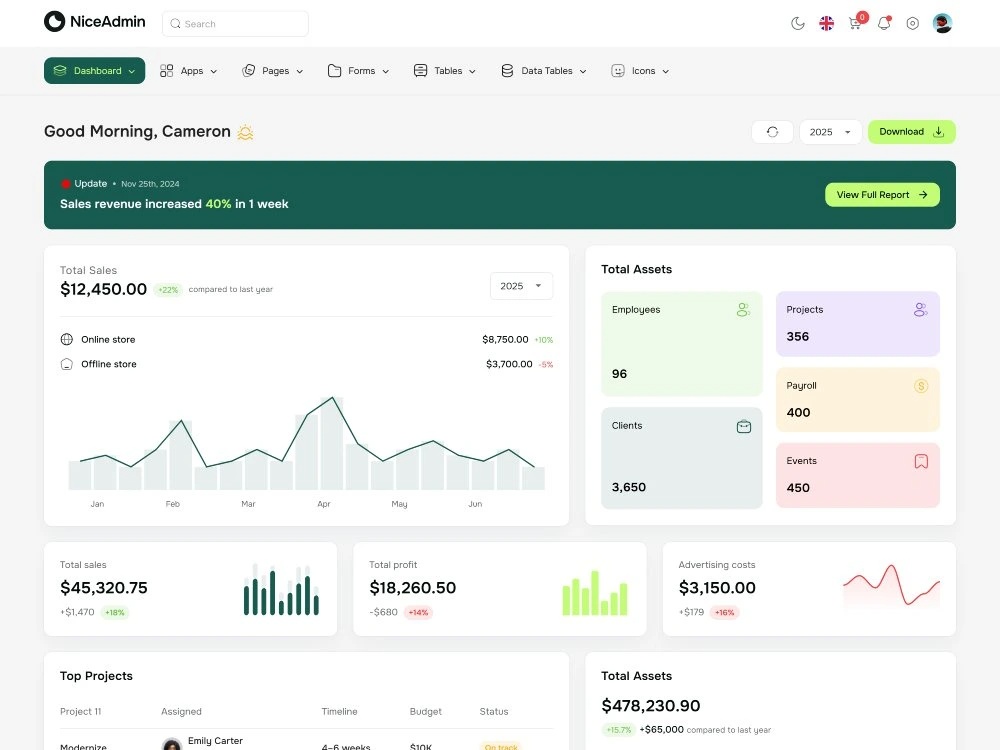 NiceAdmin
Search
0
Dashboard
Apps
Pages
Forms
Tables
Data Tables
Icons
Good Morning, Cameron
2025
Download
Update • Nov 25th, 2024
Sales revenue increased 40% in 1 week
View Full Report
Total Sales
$12,450.00 +22% compared to last year
2025
Online store $8,750.00 +10%
Offline store $3,700.00 -5%
Jan Feb Mar Apr May Jun
Total Assets
Employees
96
Projects
356
Payroll
S
400
Clients
3,650
Events
450
Total sales
$45,320.75
+$1,470 +18%
Total profit
$18,260.50
-$680 +14%
Advertising costs
$3,150.00
+$179 +16%
Top Projects
Project 11 Assigned Timeline Budget Status
Modernize Emily Carter 4–6 weeks $10K On track
Total Assets
$478,230.90
+15.7% +$65,000 compared to last year